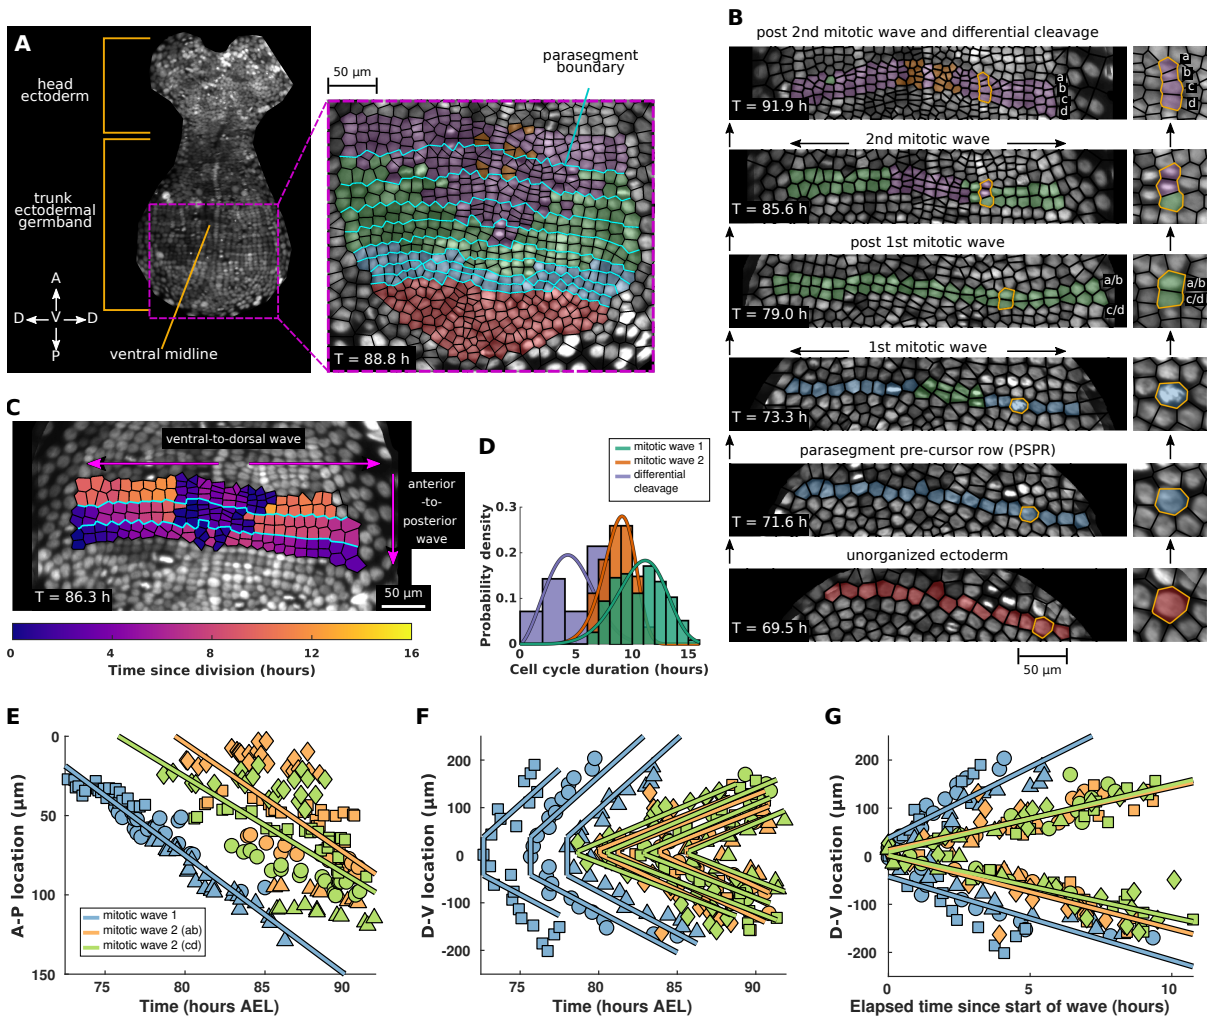 A
head
ectoderm
trunk
ectodermal
germband
A
D
V
D
P
ventral midline
50 µm
parasegment
boundary
T = 88.8 h
B
post 2nd mitotic wave and differential cleavage
T = 91.9 h
a
b
c
d
a
b
c
d
2nd mitotic wave
T = 85.6 h
post 1st mitotic wave
T = 79.0 h
a/b
c/d
a/b
c/d
1st mitotic wave
T = 73.3 h
parasegment pre-cursor row (PSPR)
T = 71.6 h
unorganized ectoderm
T = 69.5 h
50 µm
C
ventral-to-dorsal wave
anterior
-to-
posterior
wave
T = 86.3 h
50 µm
0 4 8 12 16
Time since division (hours)
D
mitotic wave 1
mitotic wave 2
differential
cleavage
Probability density
0.3
0.2
0.1
0
0 5 10 15
Cell cycle duration (hours)
E
A-P location (µm)
0
50
100
150
mitotic wave 1
mitotic wave 2 (ab)
mitotic wave 2 (cd)
75 80 85 90
Time (hours AEL)
F
D-V location (µm)
200
100
0
-100
-200
75 80 85 90
Time (hours AEL)
G
D-V location (µm)
200
100
0
-100
-200
0 5 10
Elapsed time since start of wave (hours)